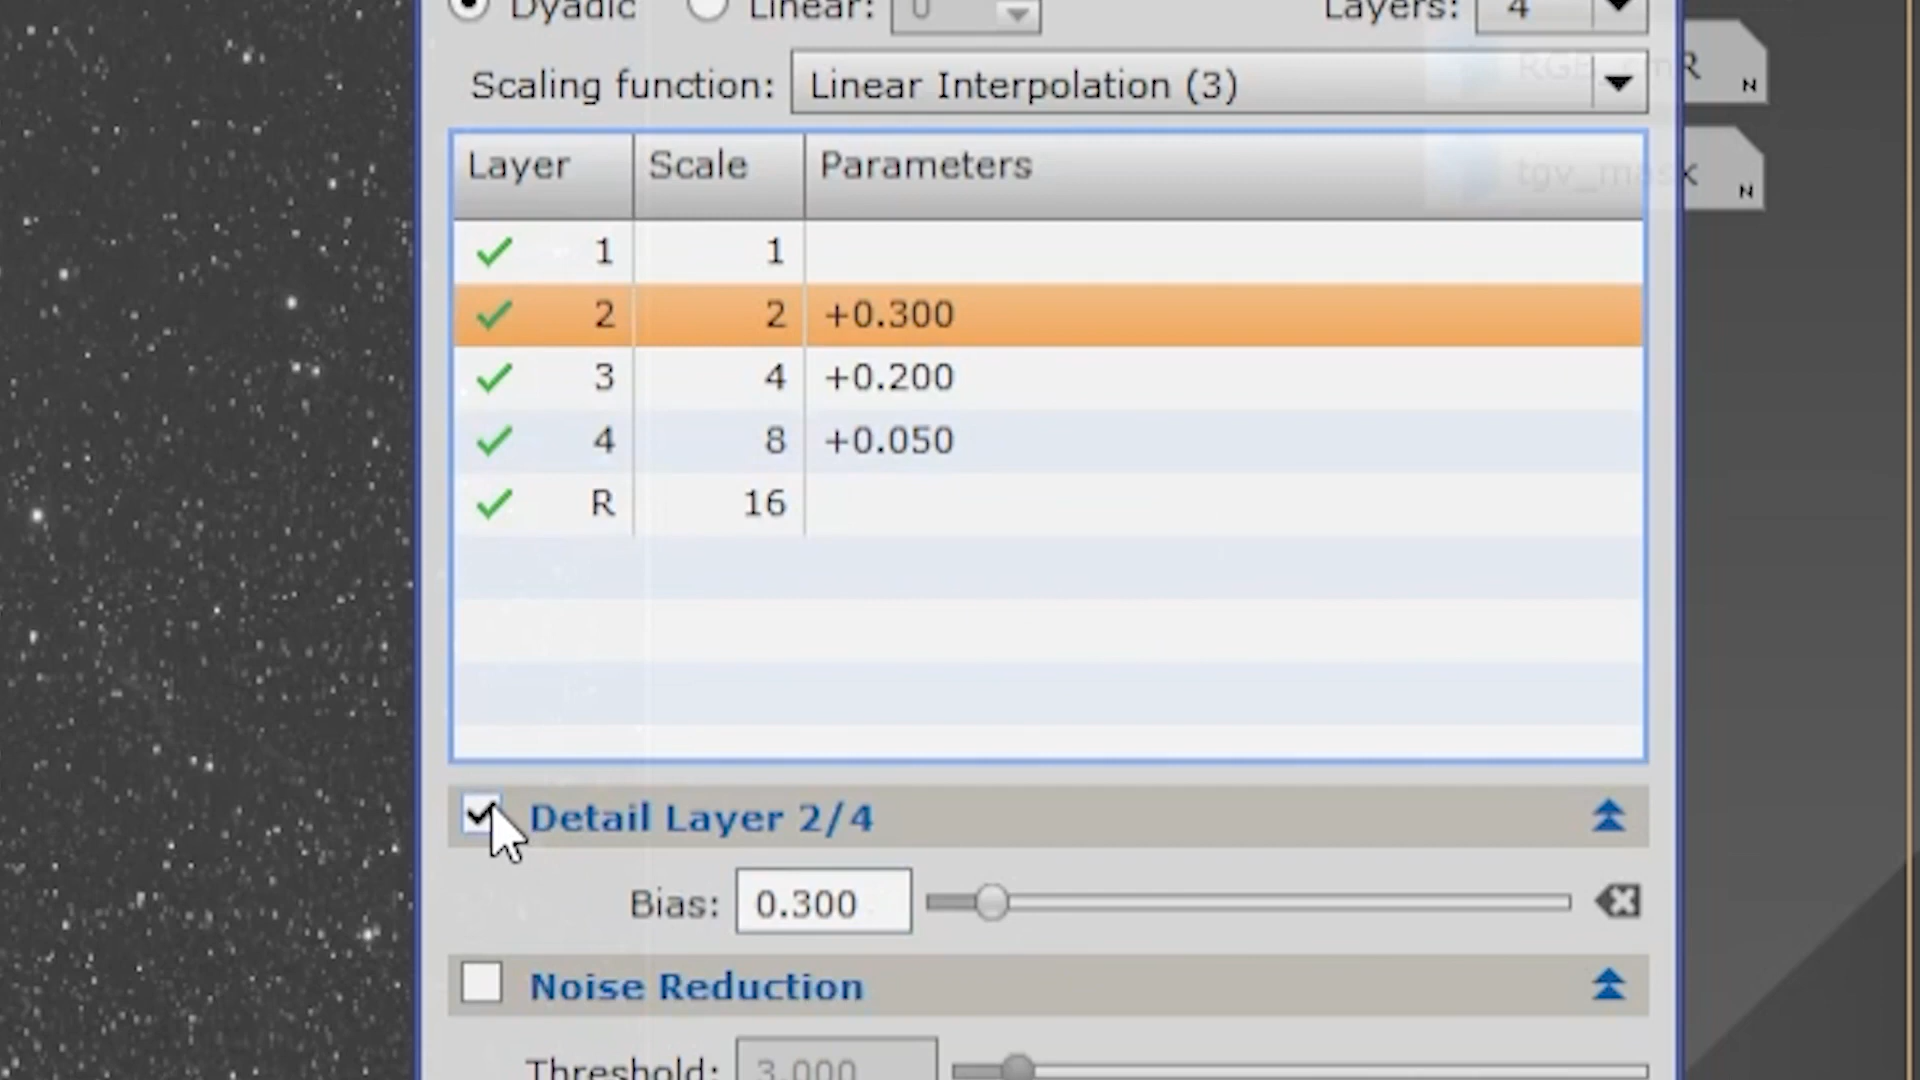 Dyadic Linear: 0 Layers: 4
Scaling function: Linear Interpolation (3)
Layer Scale Parameters
1 1
2 2 +0.300
3 4 +0.200
4 8 +0.050
R 16
Detail Layer 2/4
Bias: 0.300
Noise Reduction
Threshold: 3.000
N
tgv_mask
N